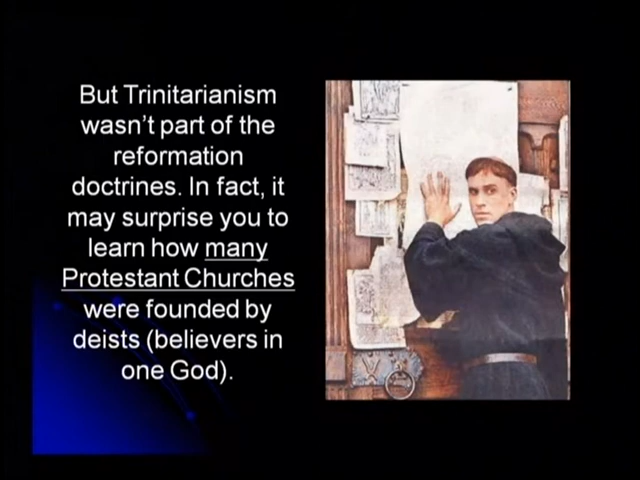 But Trinitarianism
wasn't part of the
reformation
doctrines. In fact, it
may surprise you to
learn how many
Protestant Churches
were founded by
deists (believers in
one God).